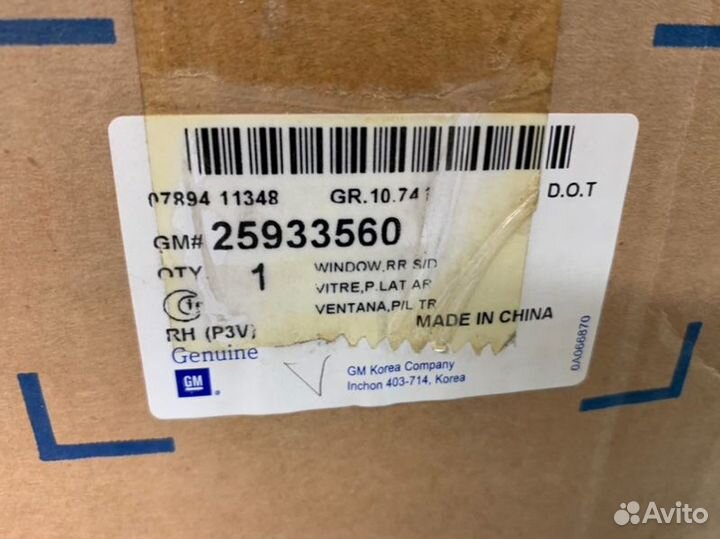 07894 11348 GR.10.741 D.O.T
GM# 25933560
QTY 1 WINDOW,RR S/D
VITRE,P.LAT AR
VENTANA,P/L TR
RH (P3V) MADE IN CHINA
Genuine
GM
GM Korea Company
Inchon 403-714, Korea
0A066870
Avito